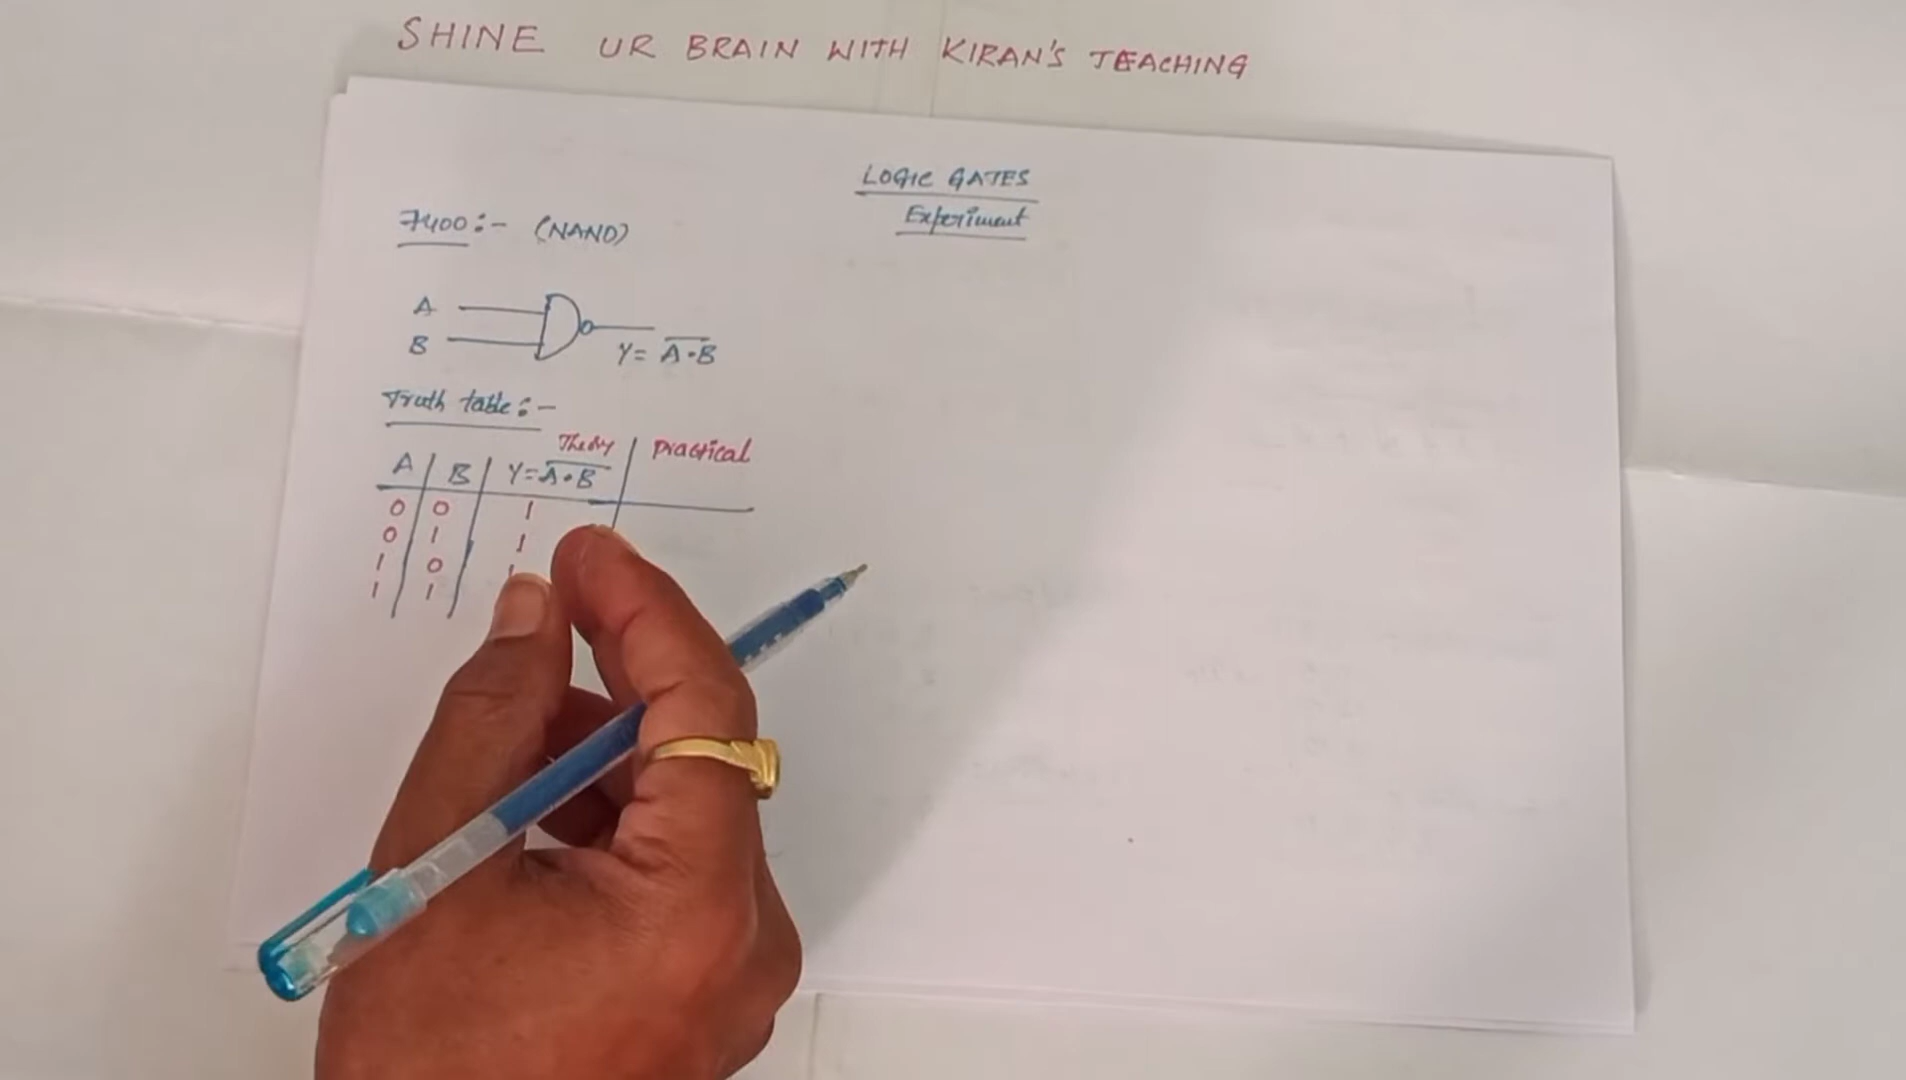 SHINE UR BRAIN WITH KIRAN'S TEACHING
LOGIC GATES
Experiment
7400:- (NAND)
A
B
Y= A·B
Truth table:-
Theory Practical
A B Y=A·B
0 0 1
0 1 1
1 0 1
1 1